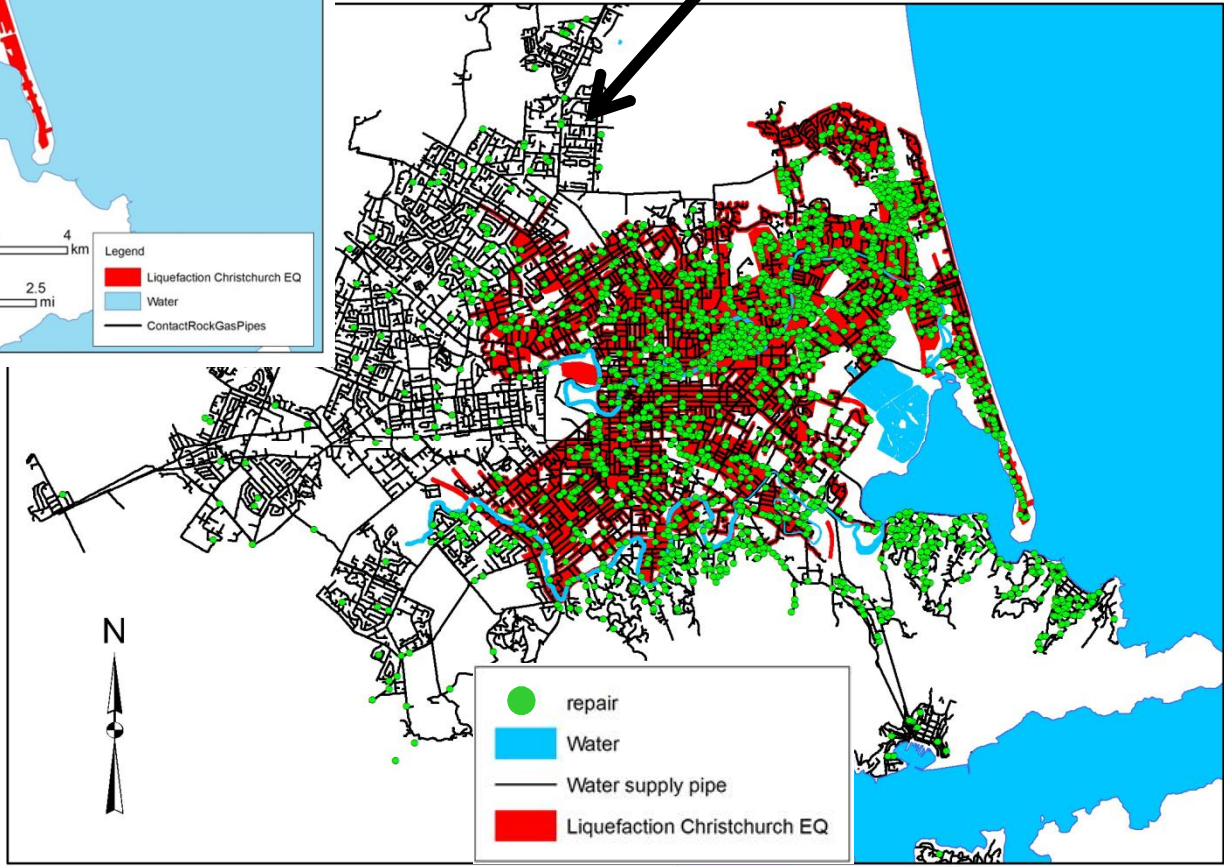 4
km
2.5
mi
Legend
Liquefaction Christchurch EQ
Water
ContactRockGasPipes
N
repair
Water
Water supply pipe
Liquefaction Christchurch EQ